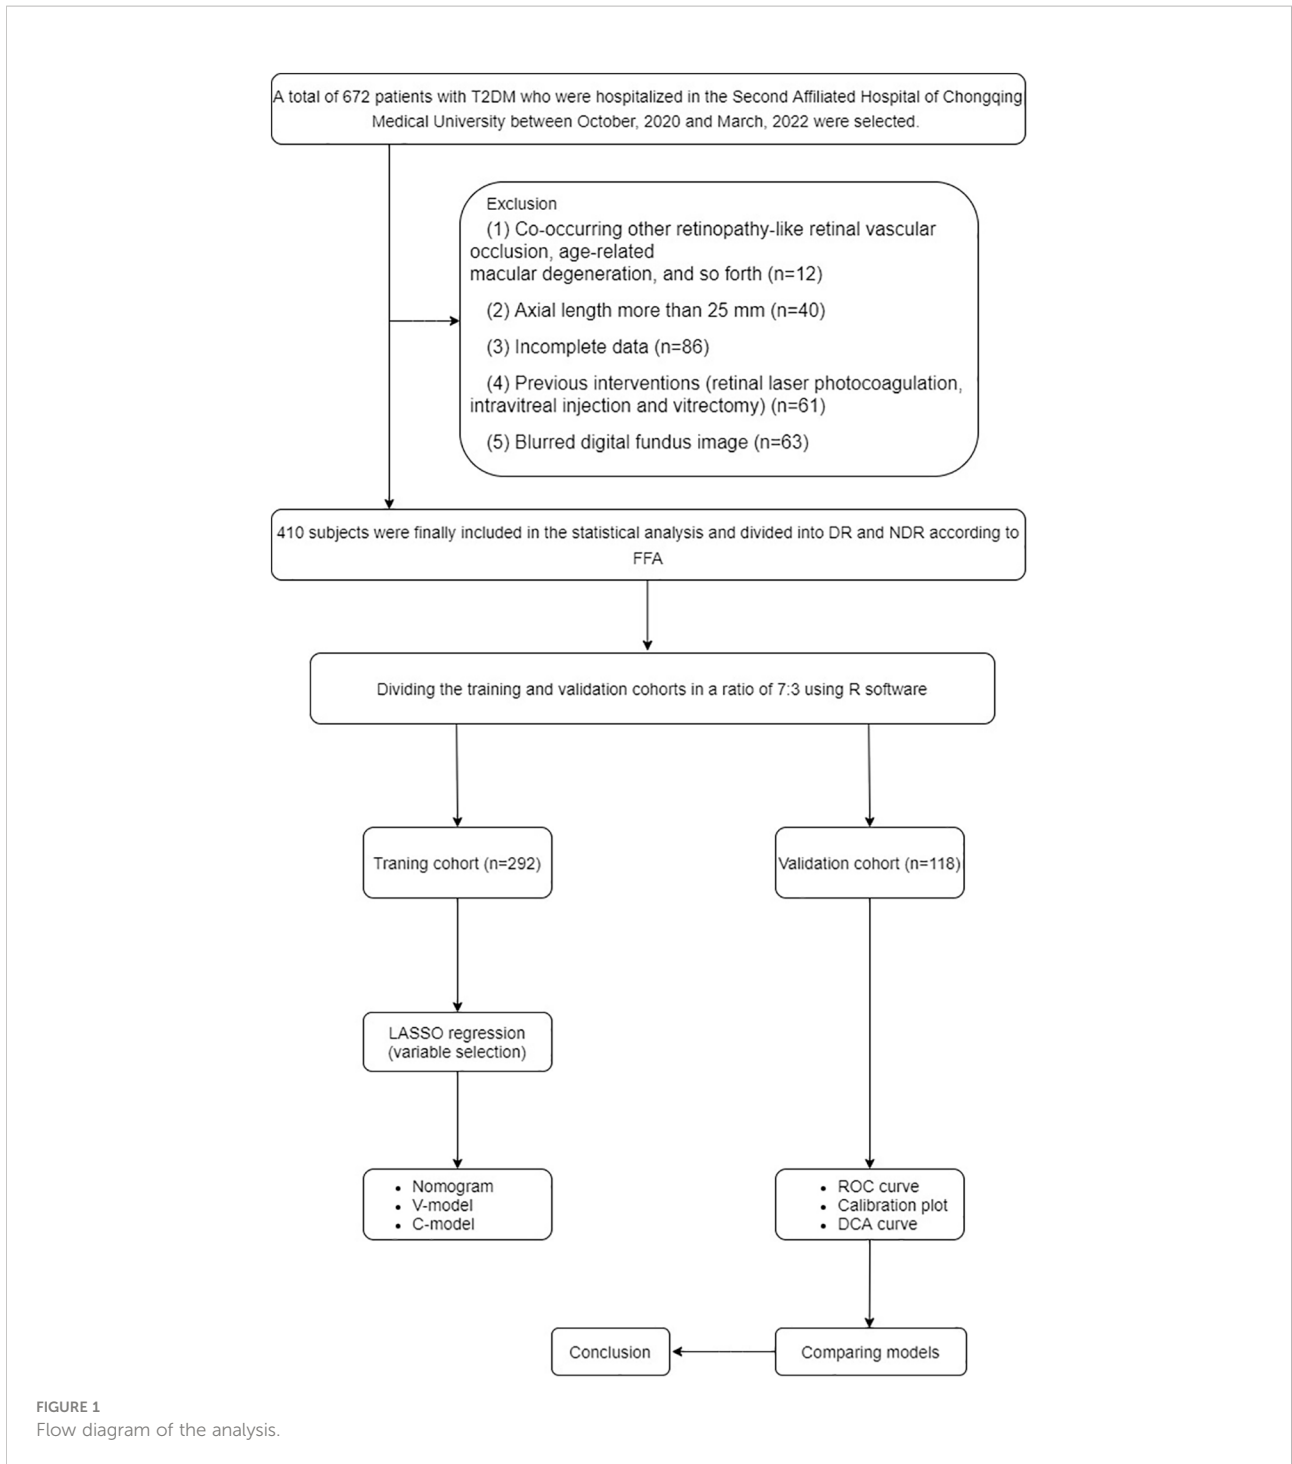 A total of 672 patients with T2DM who were hospitalized in the Second Affiliated Hospital of Chongqing
Medical University between October, 2020 and March, 2022 were selected.
Exclusion
(1) Co-occurring other retinopathy-like retinal vascular
occlusion, age-related
macular degeneration, and so forth (n=12)
(2) Axial length more than 25 mm (n=40)
(3) Incomplete data (n=86)
(4) Previous interventions (retinal laser photocoagulation,
intravitreal injection and vitrectomy) (n=61)
(5) Blurred digital fundus image (n=63)
410 subjects were finally included in the statistical analysis and divided into DR and NDR according to
FFA
Dividing the training and validation cohorts in a ratio of 7:3 using R software
Traning cohort (n=292)
Validation cohort (n=118)
LASSO regression
(variable selection)
• Nomogram
• V-model
• C-model
• ROC curve
• Calibration plot
• DCA curve
Conclusion
Comparing models
FIGURE 1
Flow diagram of the analysis.